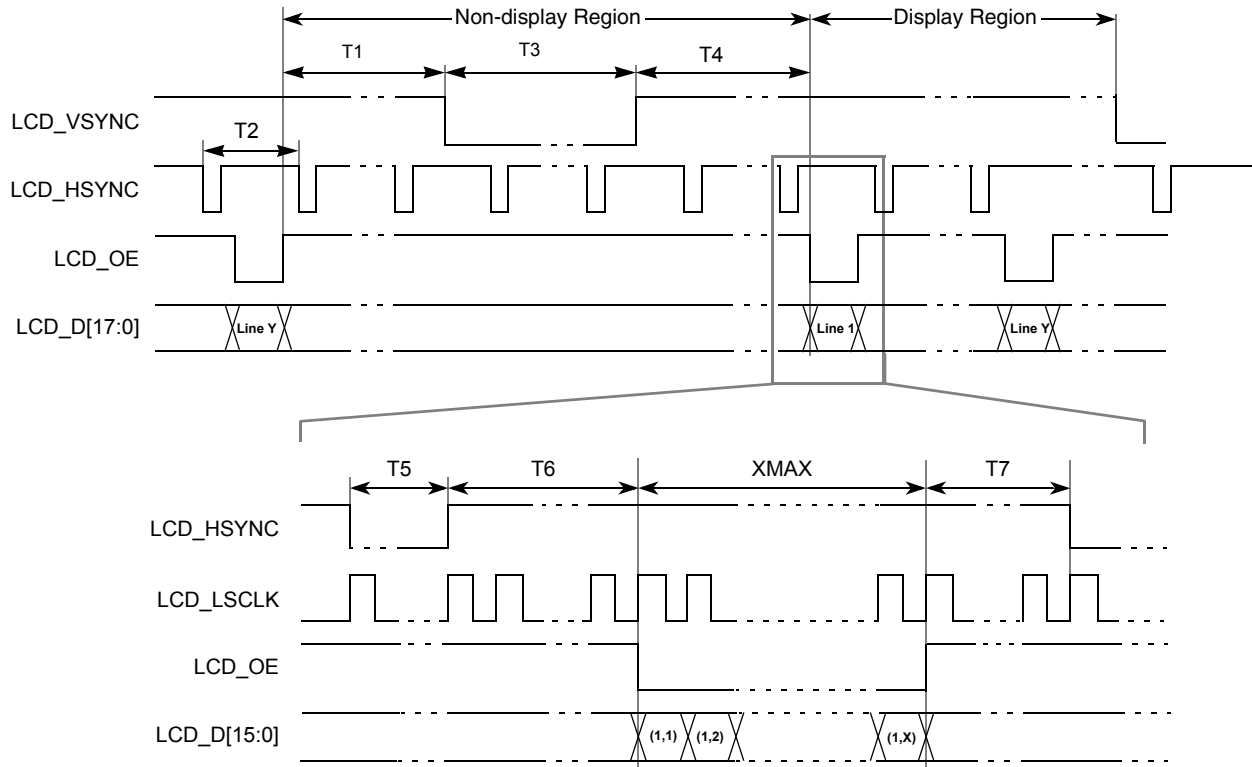 Non-display Region
Display Region
T1
T3
T4
LCD_VSYNC
T2
LCD_HSYNC
LCD_OE
LCD_D[17:0]
Line Y
Line 1
Line Y
T5
T6
XMAX
T7
LCD_HSYNC
LCD_LSCLK
LCD_OE
LCD_D[15:0]
(1,1)
(1,2)
(1,X)